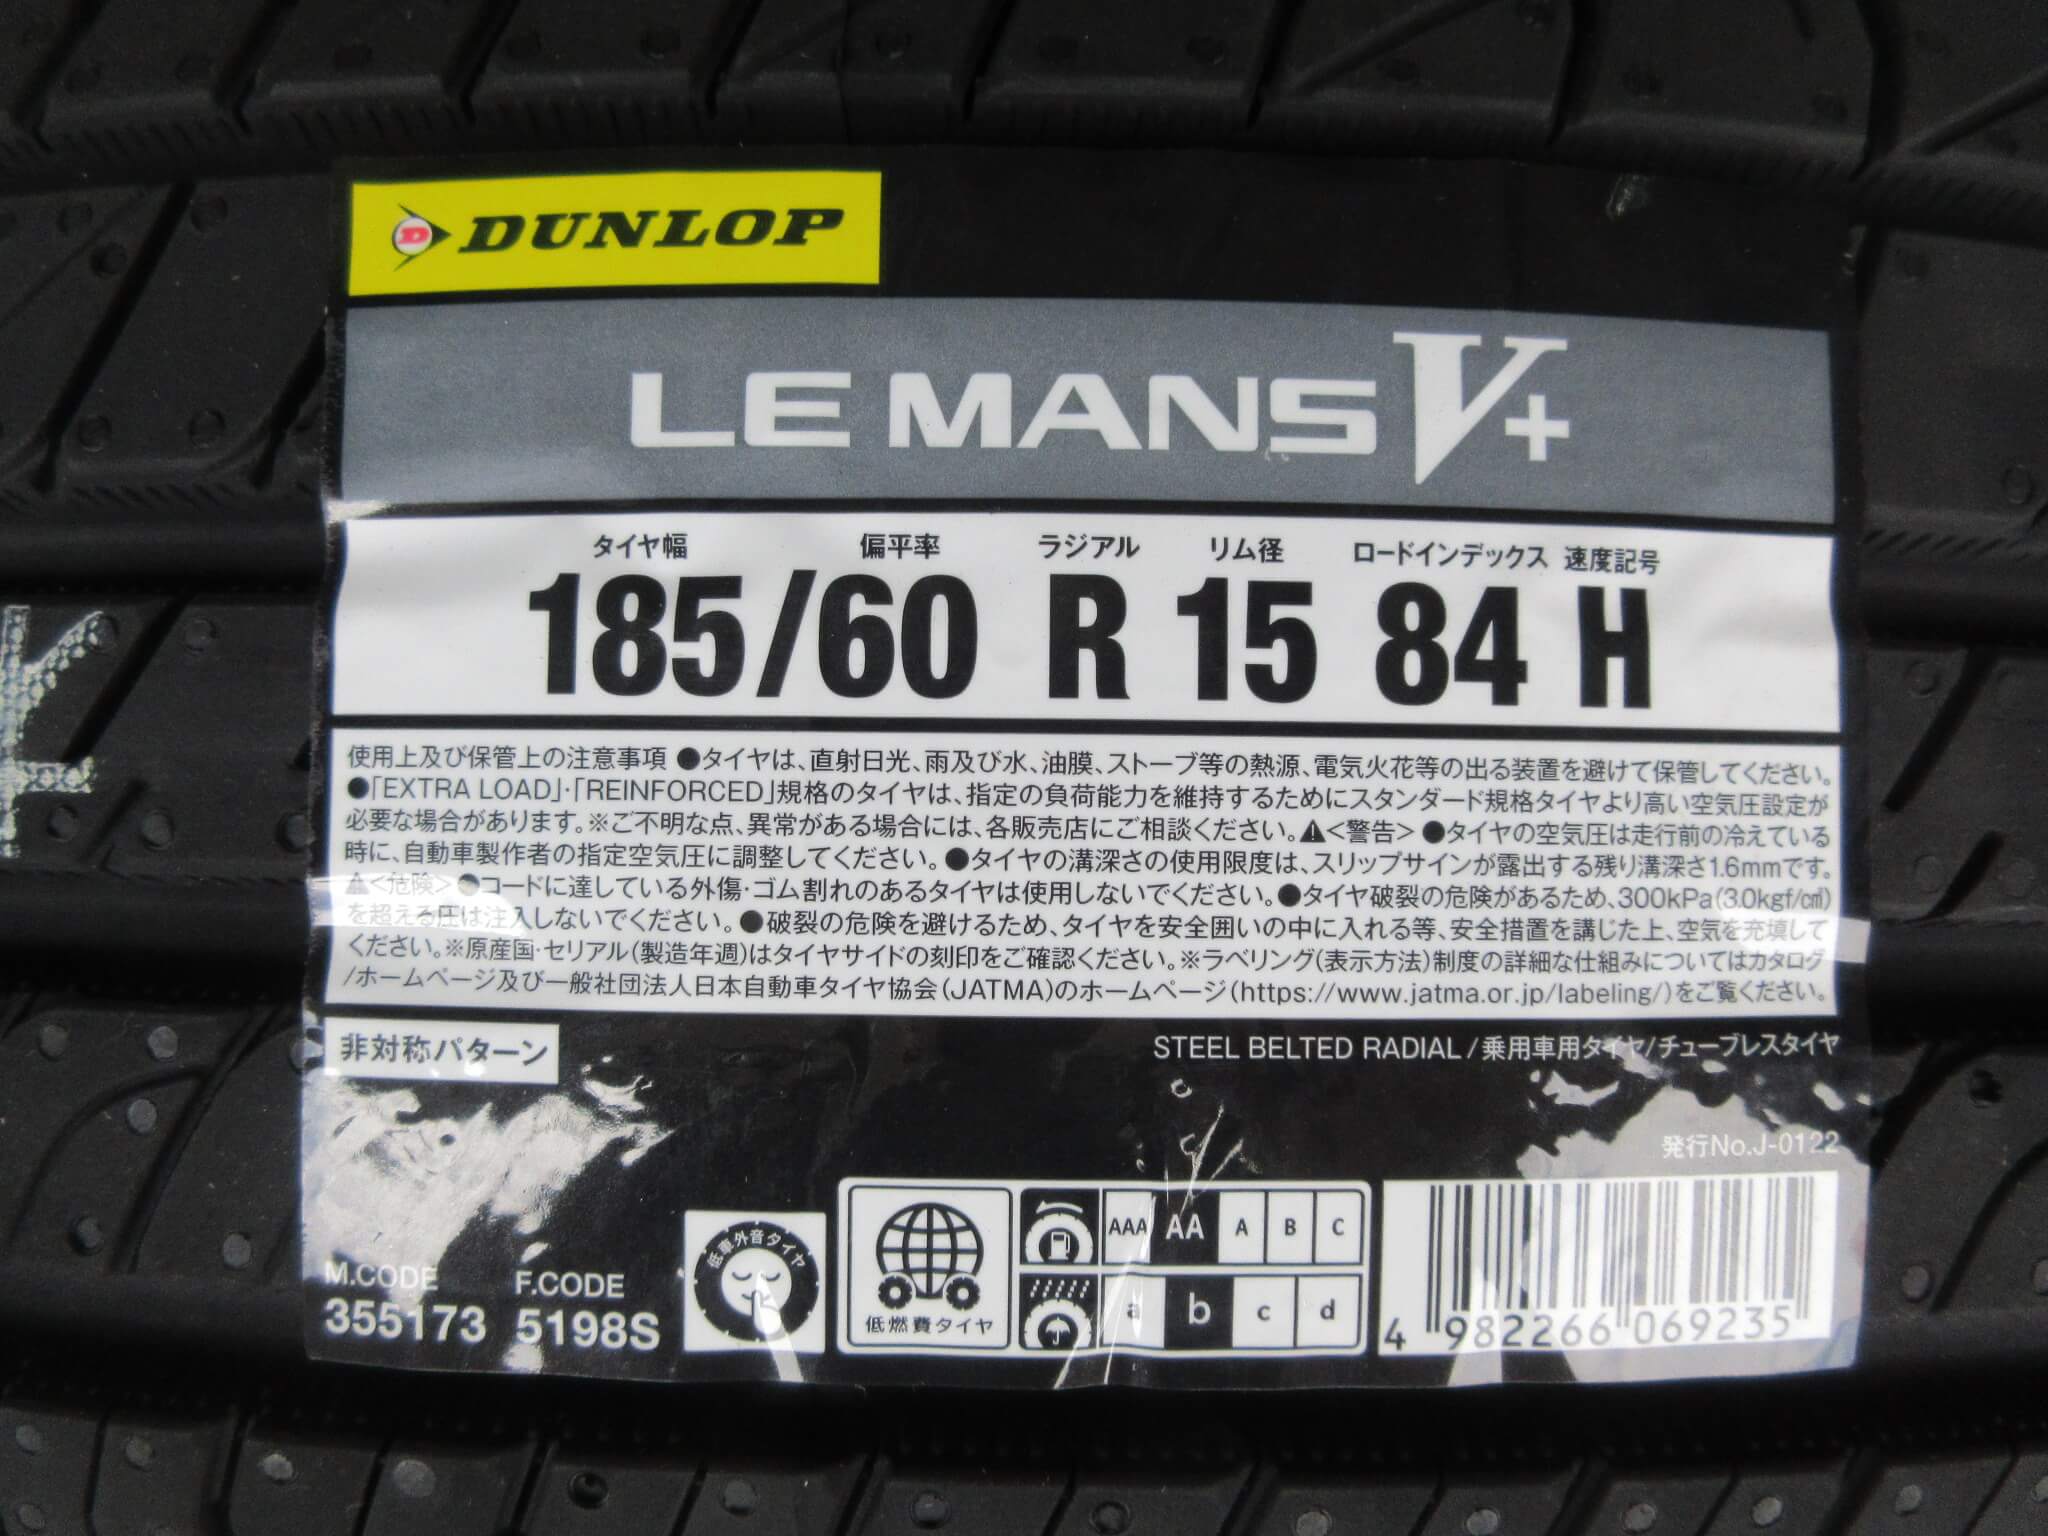 DUNLOP
LE MANS V+
タイヤ幅 偏平率 ラジアル リム径 ロードインデックス 速度記号
185/60 R 15 84 H
使用上及び保管上の注意事項 ●タイヤは、直射日光、雨及び水、油膜、ストーブ等の熱源、電気火花等の出る装置を避けて保管してください。
●「EXTRA LOAD」・「REINFORCED」規格のタイヤは、指定の負荷能力を維持するためにスタンダード規格タイヤより高い空気圧設定が
必要な場合があります。※ご不明な点、異常がある場合には、各販売店にご相談ください。⚠<警告> ●タイヤの空気圧は走行前の冷えている
時に、自動車製作者の指定空気圧に調整してください。●タイヤの溝深さの使用限度は、スリップサインが露出する残り溝深さ1.6mmです。
⚠<危険> ●コードに達している外傷・ゴム割れのあるタイヤは使用しないでください。●タイヤ破裂の危険があるため、300kPa(3.0kgf/c㎡)
を超える圧は注入しないでください。●破裂の危険を避けるため、タイヤを安全囲いの中に入れる等、安全措置を講じた上、空気を充填して
ください。※原産国・セリアル(製造年週)はタイヤサイドの刻印をご確認ください。※ラベリング(表示方法)制度の詳細な仕組みについてはカタログ
/ホームページ及び一般社団法人日本自動車タイヤ協会(JATMA)のホームページ(https://www.jatma.or.jp/labeling/)をご覧ください。
非対称パターン
STEEL BELTED RADIAL/乗用車用タイヤ/チューブレスタイヤ
発行No.J-0122
M.CODE F.CODE
355173 5198S
低車外音タイヤ
低燃費タイヤ
AAA AA A B C
a b c d
4 982266 069235